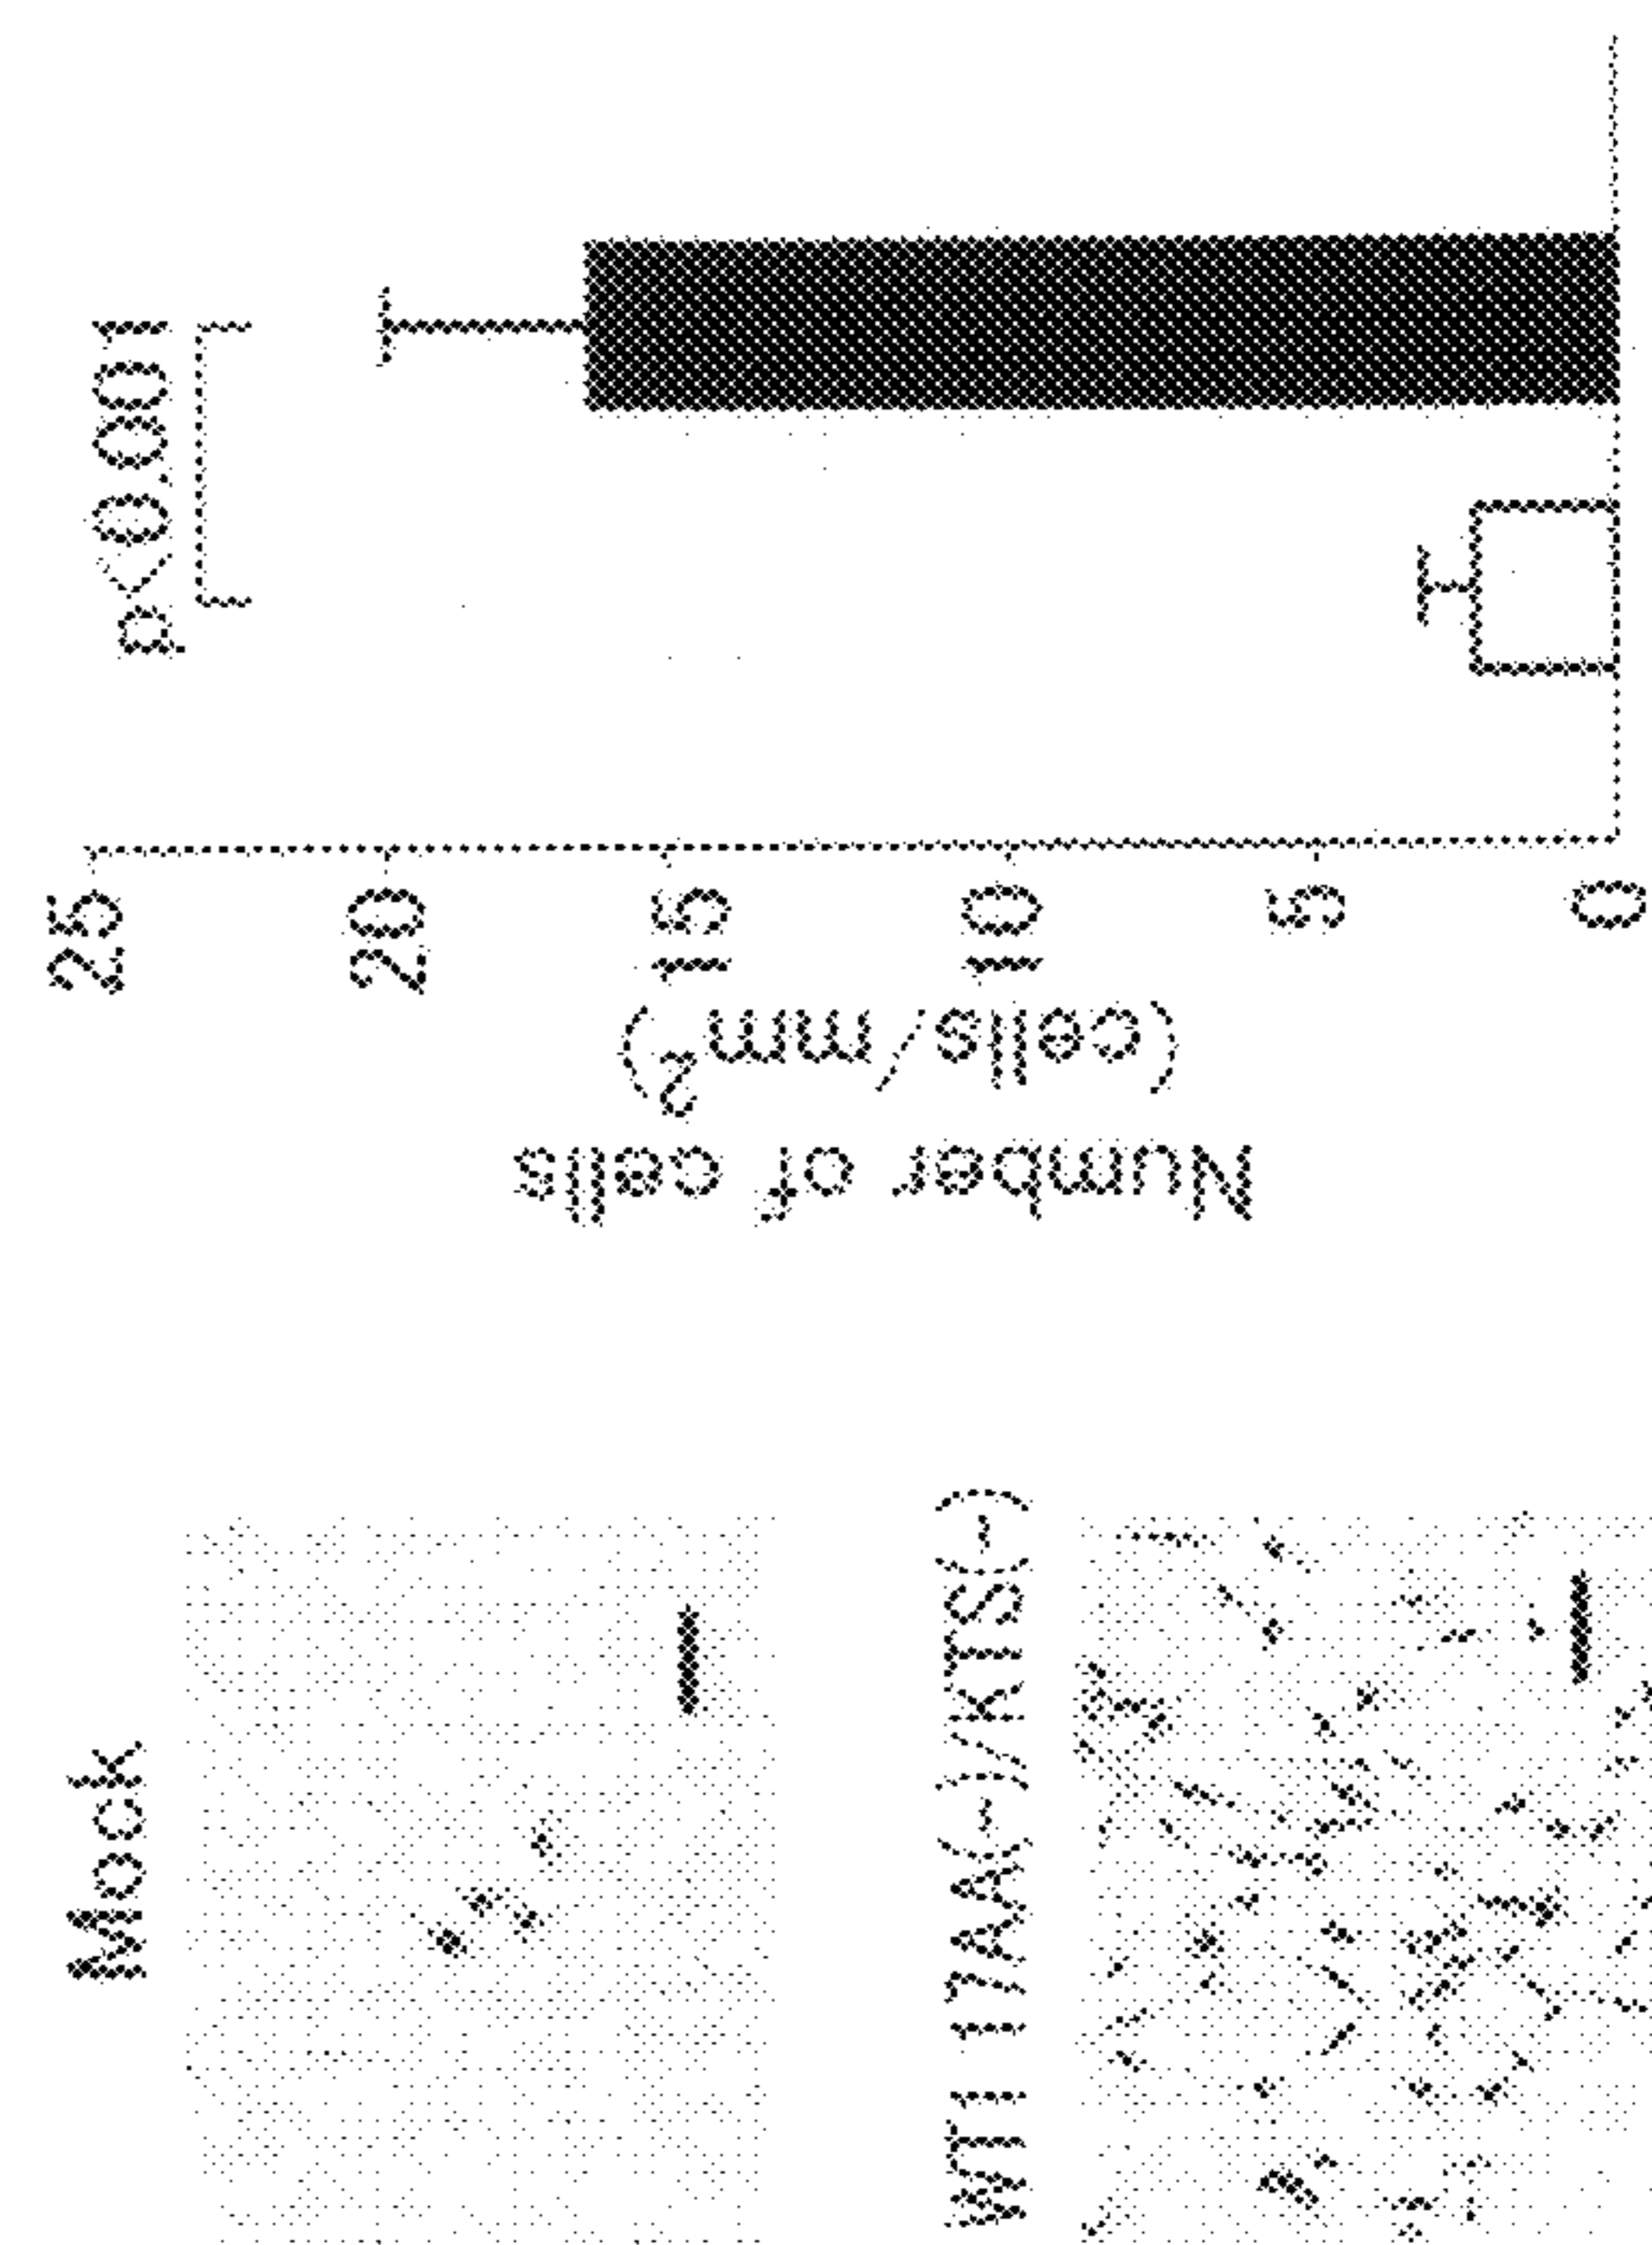 Mock
WT1 17AA(-)/KTS(-)
Number of cells
(cells/mm2)
25
20
15
10
5
0
p<0.001